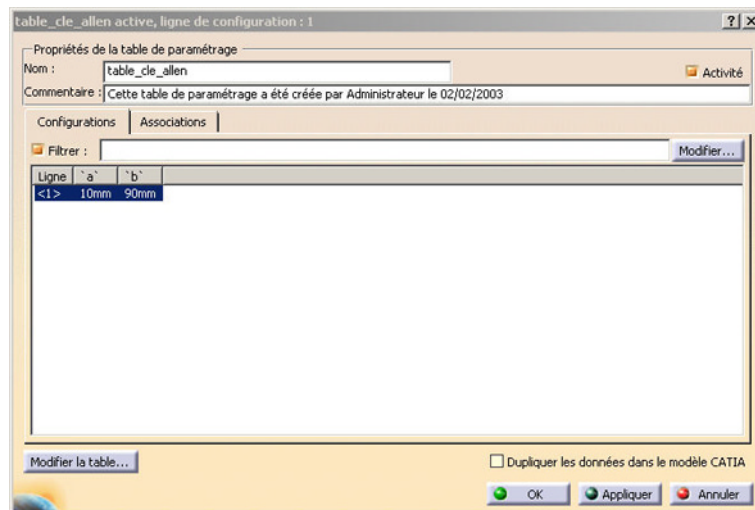 table_cle_allen active, ligne de configuration : 1
Propriétés de la table de paramétrage
Nom : table_cle_allen Activité
Commentaire : Cette table de paramétrage a été créée par Administrateur le 02/02/2003
Configurations Associations
Filtrer : Modifier...
Ligne `a` `b`
<1> 10mm 90mm
Modifier la table... Dupliquer les données dans le modèle CATIA
OK Appliquer Annuler